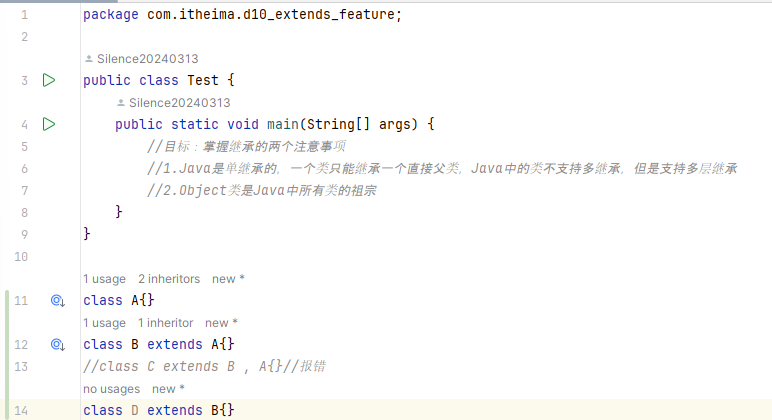 1 package com.itheima.d10_extends_feature;
2
Silence20240313
3 public class Test {
Silence20240313
4 public static void main(String[] args) {
5 //目标：掌握继承的两个注意事项
6 //1.Java是单继承的，一个类只能继承一个直接父类，Java中的类不支持多继承，但是支持多层继承
7 //2.Object类是Java中所有类的祖宗
8 }
9 }
10
1 usage 2 inheritors new *
11 class A{}
1 usage 1 inheritor new *
12 class B extends A{}
13 //class C extends B , A{}//报错
no usages new *
14 class D extends B{}